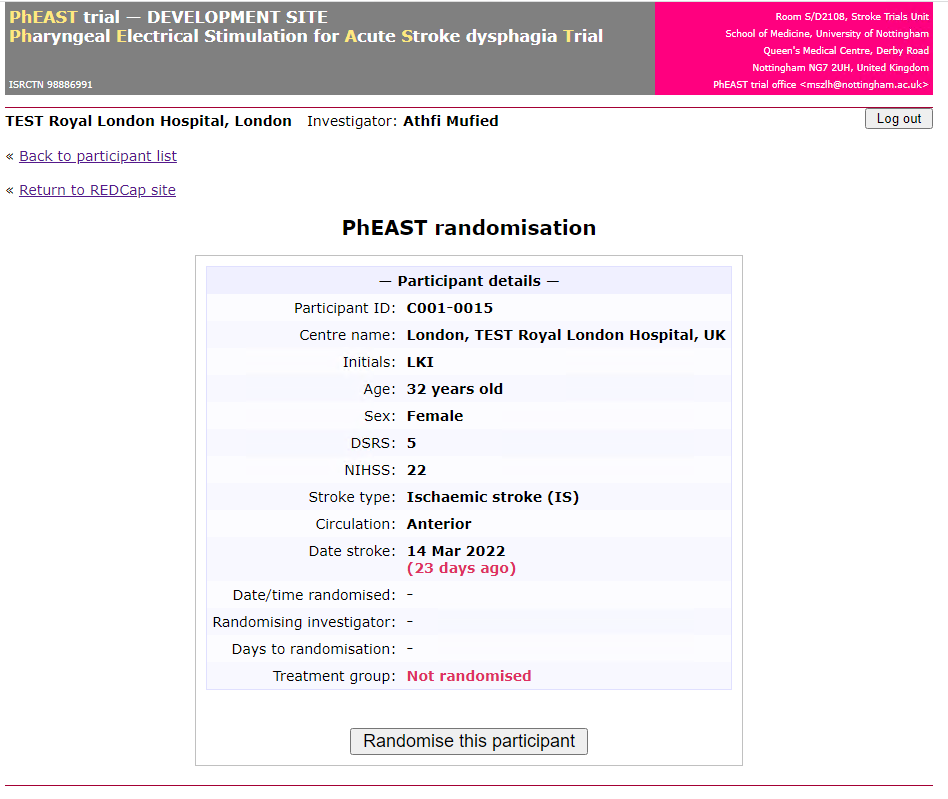 PhEAST trial — DEVELOPMENT SITE
Pharyngeal Electrical Stimulation for Acute Stroke dysphagia Trial
ISRCTN 98886991
Room S/D2108, Stroke Trials Unit
School of Medicine, University of Nottingham
Queen's Medical Centre, Derby Road
Nottingham NG7 2UH, United Kingdom
PhEAST trial office <mszlh@nottingham.ac.uk>
TEST Royal London Hospital, London Investigator: Athfi Mufied
Log out
« Back to participant list
« Return to REDCap site
PhEAST randomisation
— Participant details —
Participant ID: C001-0015
Centre name: London, TEST Royal London Hospital, UK
Initials: LKI
Age: 32 years old
Sex: Female
DSRS: 5
NIHSS: 22
Stroke type: Ischaemic stroke (IS)
Circulation: Anterior
Date stroke: 14 Mar 2022
(23 days ago)
Date/time randomised: -
Randomising investigator: -
Days to randomisation: -
Treatment group: Not randomised
Randomise this participant